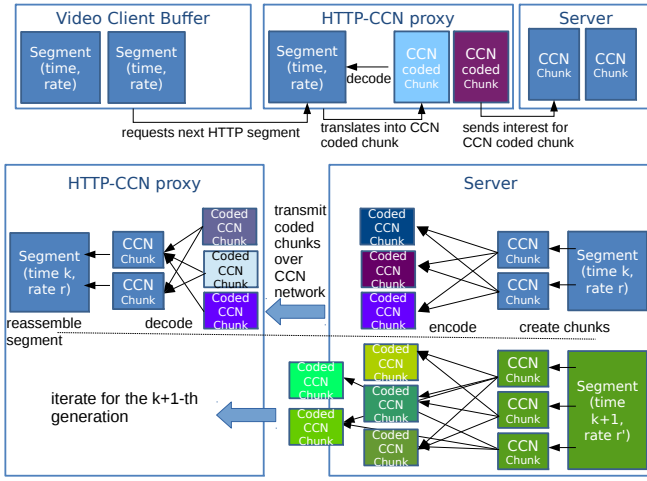 Video Client Buffer
Segment
(time,
rate)
Segment
(time,
rate)
requests next HTTP segment
HTTP-CCN proxy
Segment
(time,
rate)
decode
CCN
coded
Chunk
CCN
coded
Chunk
translates into CCN
coded chunk
sends interest for
CCN coded chunk
Server
CCN
Chunk
CCN
Chunk
HTTP-CCN proxy
Segment
(time k,
rate r)
CCN
Chunk
CCN
Chunk
Coded
CCN
Chunk
Coded
CCN
Chunk
Coded
CCN
Chunk
reassemble
segment
decode
transmit
coded
chunks
over
CCN
network
Server
Coded
CCN
Chunk
Coded
CCN
Chunk
Coded
CCN
Chunk
CCN
Chunk
CCN
Chunk
Segment
(time k,
rate r)
encode
create chunks
iterate for the k+1-th
generation
Coded
CCN
Chunk
Coded
CCN
Chunk
Coded
CCN
Chunk
Coded
CCN
Chunk
Coded
CCN
Chunk
CCN
Chunk
CCN
Chunk
CCN
Chunk
Segment
(time
k+1,
rate r')